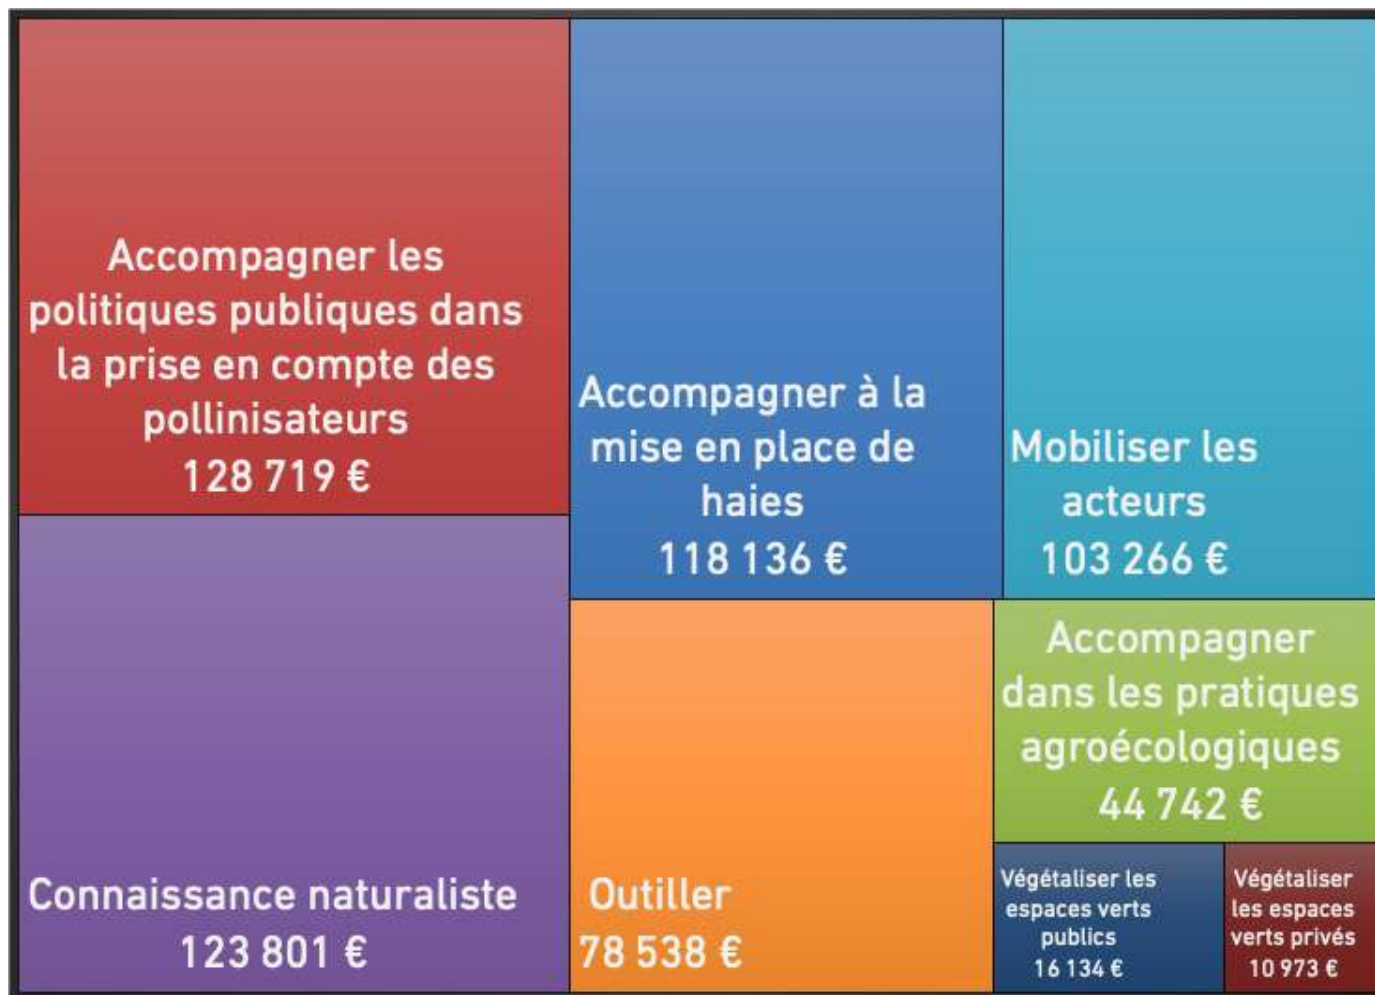 Accompagner les
politiques publiques dans
la prise en compte des
pollinisateurs
128 719 €
Accompagner à la
mise en place de
haies
118 136 €
Mobiliser les
acteurs
103 266 €
Connaissance naturaliste
123 801 €
Outiller
78 538 €
Accompagner
dans les pratiques
agroécologiques
44 742 €
Végétaliser les
espaces verts
publics
16 134 €
Végétaliser
les espaces
verts privés
10 973 €